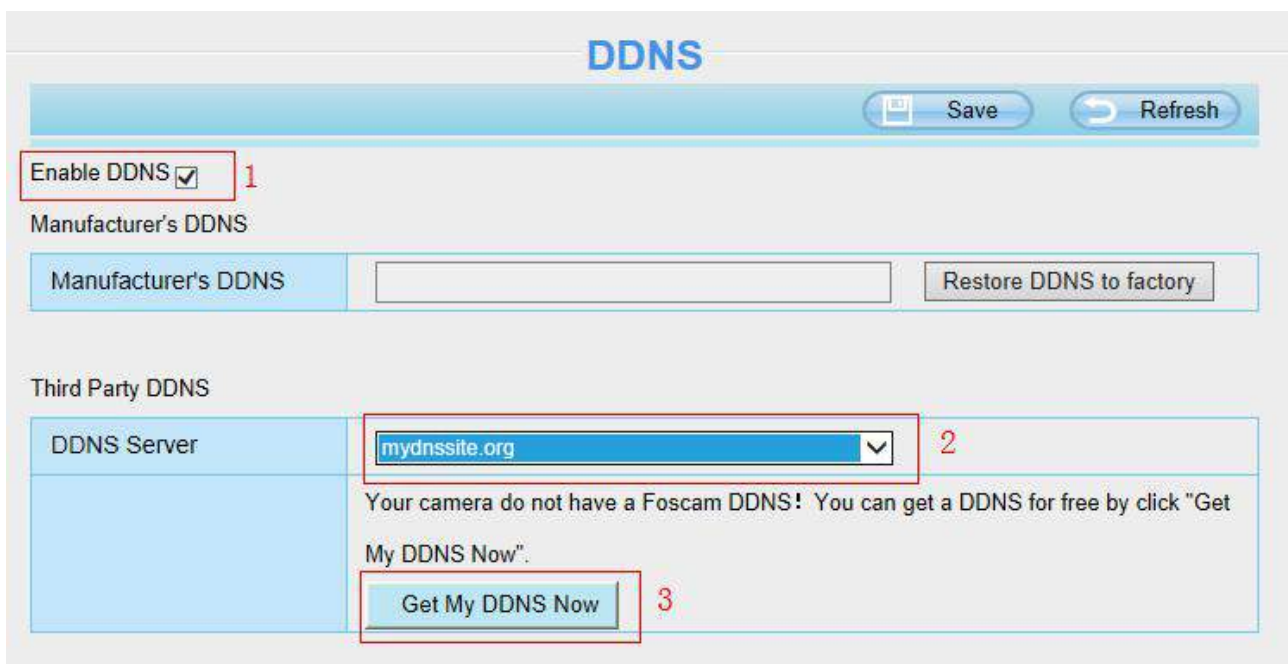 DDNS
Save Refresh
Enable DDNS 1
Manufacturer's DDNS
Manufacturer's DDNS Restore DDNS to factory
Third Party DDNS
DDNS Server mydnssite.org 2
Your camera do not have a Foscam DDNS! You can get a DDNS for free by click "Get
My DDNS Now".
Get My DDNS Now 3